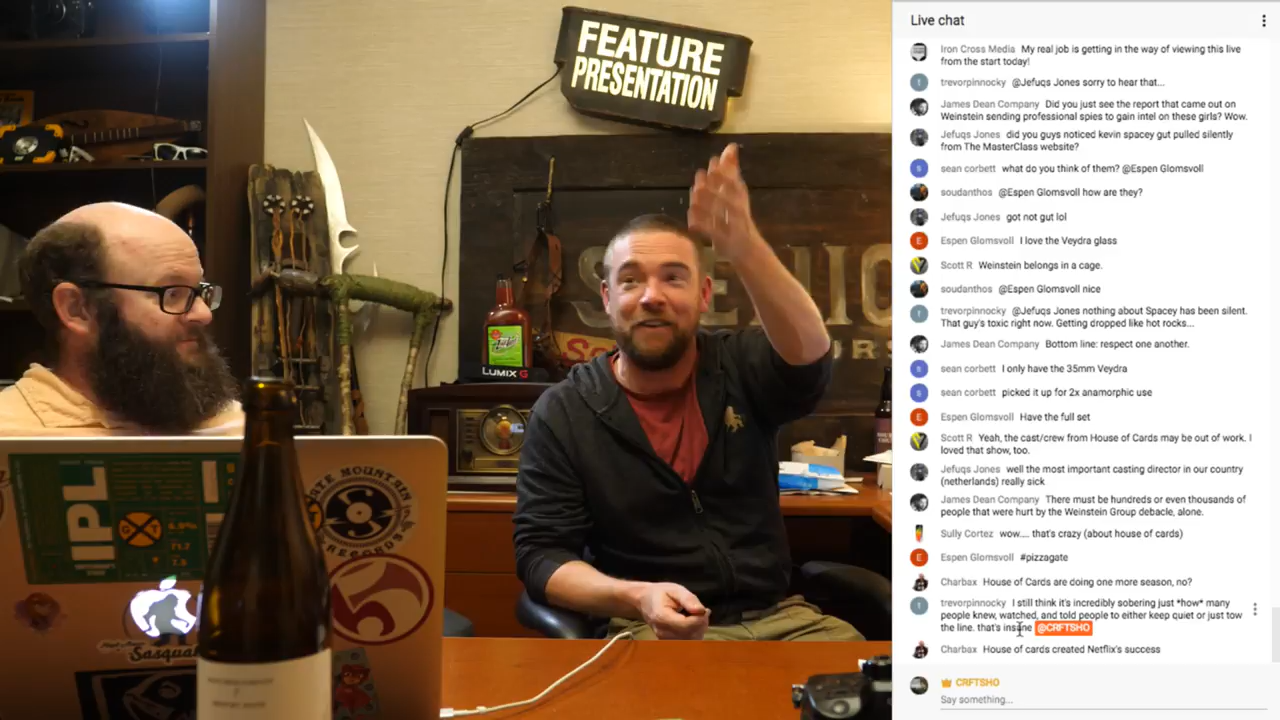 FEATURE
PRESENTATION
SE
IO
ORS
LUMIX G
IPL
6.9%
71.7
7.5
MOUNTAIN
RECORDS
Sasquatch
Live chat
Iron Cross Media My real job is getting in the way of viewing this live
from the start today!
trevorpinnocky @Jefuqs Jones sorry to hear that...
James Dean Company Did you just see the report that came out on
Weinstein sending professional spies to gain intel on these girls? Wow.
Jefuqs Jones did you guys noticed kevin spacey gut pulled silently
from The MasterClass website?
S sean corbett what do you think of them? @Espen Glomsvoll
soudanthos @Espen Glomsvoll how are they?
Jefuqs Jones got not gut lol
E Espen Glomsvoll I love the Veydra glass
Scott R Weinstein belongs in a cage.
soudanthos @Espen Glomsvoll nice
T trevorpinnocky @Jefuqs Jones nothing about Spacey has been silent.
That guy's toxic right now. Getting dropped like hot rocks...
James Dean Company Bottom line: respect one another.
S sean corbett I only have the 35mm Veydra
S sean corbett picked it up for 2x anamorphic use
E Espen Glomsvoll Have the full set
Scott R Yeah, the cast/crew from House of Cards may be out of work. I
loved that show, too.
Jefuqs Jones well the most important casting director in our country
(netherlands) really sick
James Dean Company There must be hundreds or even thousands of
people that were hurt by the Weinstein Group debacle, alone.
Sully Cortez wow.... that's crazy (about house of cards)
E Espen Glomsvoll #pizzagate
Charbax House of Cards are doing one more season, no?
T trevorpinnocky I still think it's incredibly sobering just *how* many
people knew, watched, and told people to either keep quiet or just tow
the line. that's insane @CRFTSHO
Charbax House of cards created Netflix's success
CRFTSHO
Say something...